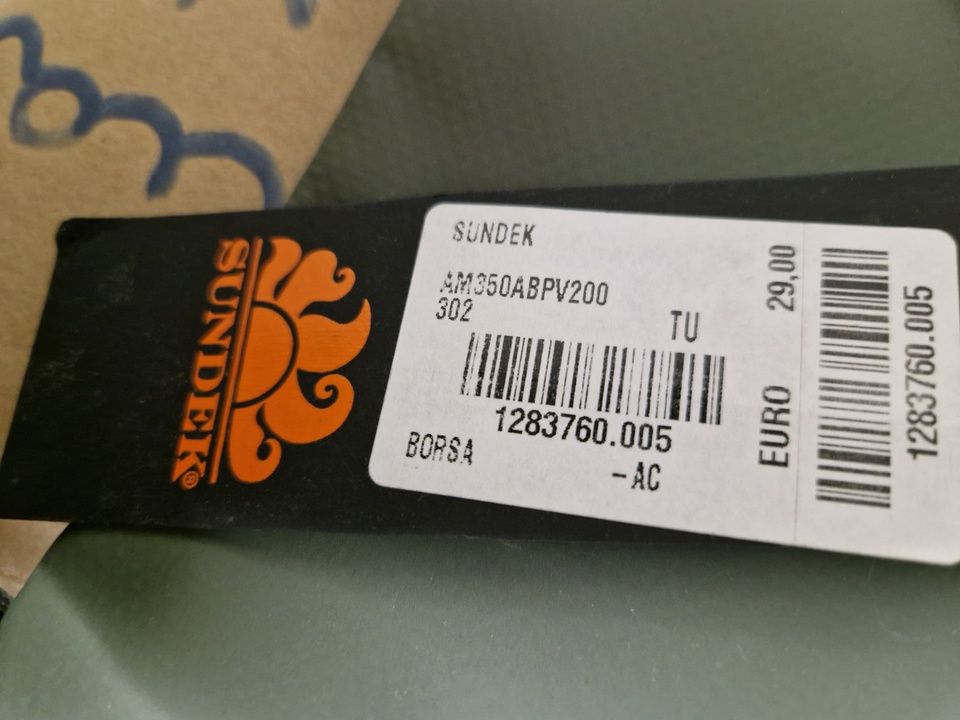 SUNDEK®
SUNDEK
AM350ABPV200
302
TU
1283760.005
BORSA
-AC
EURO 29,00
1283760.005